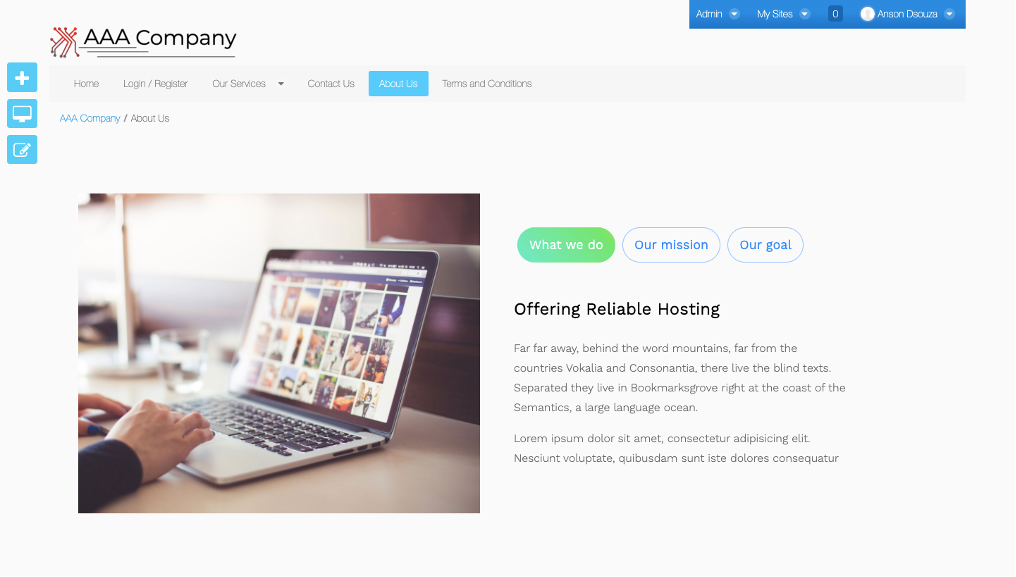 Admin My Sites 0 Anson Dsouza
AAA Company
Home Login / Register Our Services Contact Us About Us Terms and Conditions
AAA Company / About Us
What we do Our mission Our goal
Offering Reliable Hosting
Far far away, behind the word mountains, far from the
countries Vokalia and Consonantia, there live the blind texts.
Separated they live in Bookmarksgrove right at the coast of the
Semantics, a large language ocean.
Lorem ipsum dolor sit amet, consectetur adipisicing elit.
Nesciunt voluptate, quibusdam sunt iste dolores consequatur